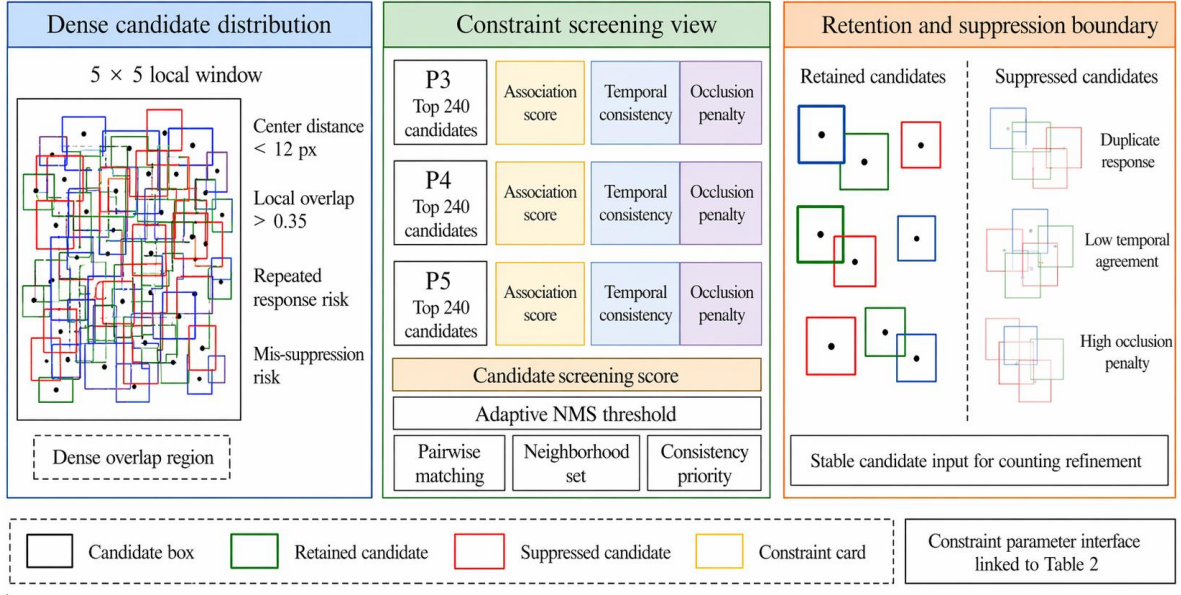 Dense candidate distribution
5 × 5 local window
Center distance
< 12 px
Local overlap
> 0.35
Repeated
response risk
Mis-suppression
risk
Dense overlap region
Constraint screening view
P3
Top 240
candidates
Association
score
Temporal
consistency
Occlusion
penalty
P4
Top 240
candidates
Association
score
Temporal
consistency
Occlusion
penalty
P5
Top 240
candidates
Association
score
Temporal
consistency
Occlusion
penalty
Candidate screening score
Adaptive NMS threshold
Pairwise
matching
Neighborhood
set
Consistency
priority
Retention and suppression boundary
Retained candidates
Suppressed candidates
Duplicate
response
Low temporal
agreement
High occlusion
penalty
Stable candidate input for counting refinement
Candidate box
Retained candidate
Suppressed candidate
Constraint card
Constraint parameter interface
linked to Table 2